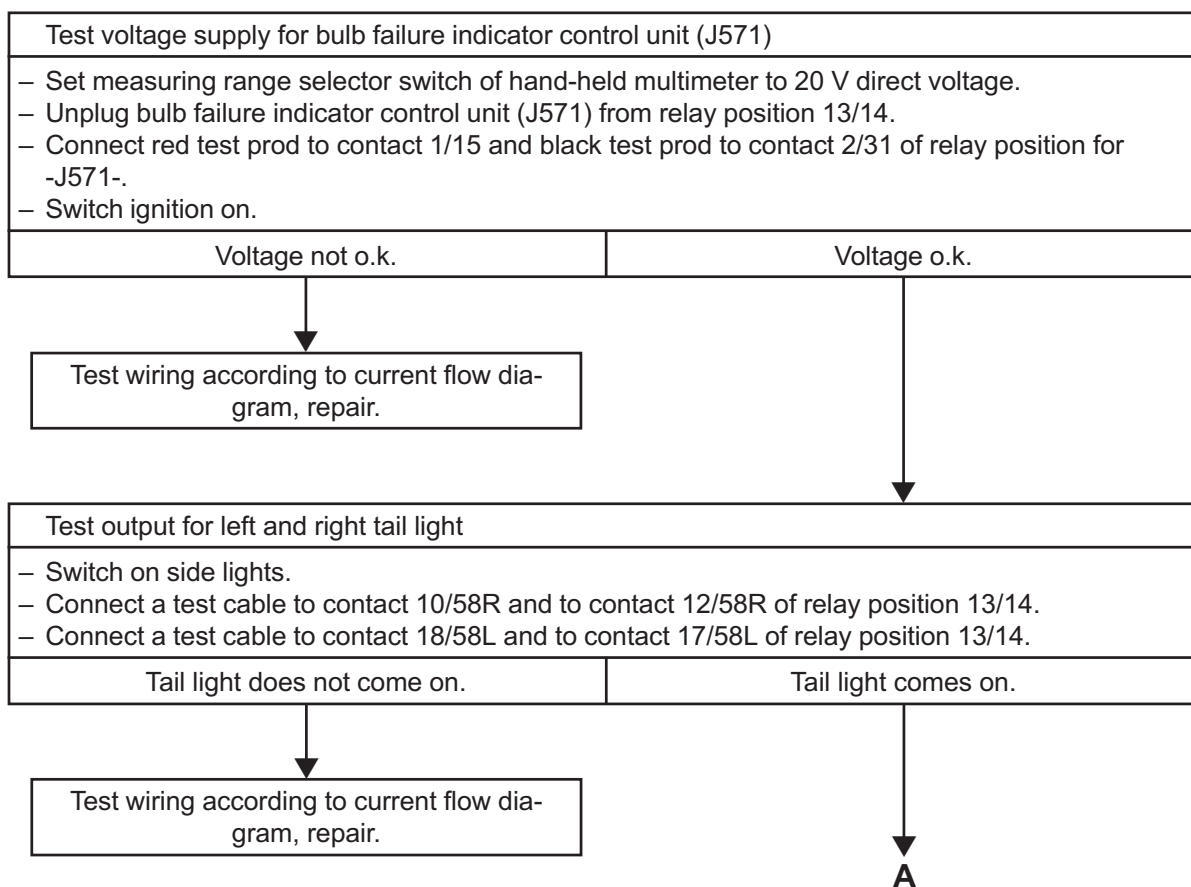 Test voltage supply for bulb failure indicator control unit (J571)
– Set measuring range selector switch of hand-held multimeter to 20 V direct voltage.
– Unplug bulb failure indicator control unit (J571) from relay position 13/14.
– Connect red test prod to contact 1/15 and black test prod to contact 2/31 of relay position for
-J571-.
– Switch ignition on.
Voltage not o.k.
Voltage o.k.
Test wiring according to current flow dia-
gram, repair.
Test output for left and right tail light
– Switch on side lights.
– Connect a test cable to contact 10/58R and to contact 12/58R of relay position 13/14.
– Connect a test cable to contact 18/58L and to contact 17/58L of relay position 13/14.
Tail light does not come on.
Tail light comes on.
Test wiring according to current flow dia-
gram, repair.
A